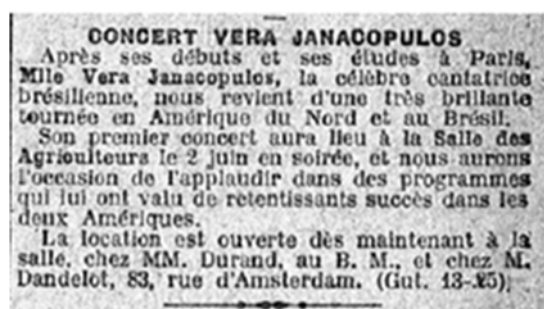 CONCERT VERA JANACOPULOS
Après ses débuts et ses études à Paris,
Mlle Vera Janacopulos, la célèbre cantatrice
brésilienne, nous revient d'une très brillante
tournée en Amérique du Nord et au Brésil.
Son premier concert aura lieu à la Salle des
Agriculteurs le 2 juin en soirée, et nous aurons
l'occasion de l'applaudir dans des programmes
qui lui ont valu de retentissants succès dans les
deux Amériques.
La location est ouverte dès maintenant à la
salle, chez MM. Durand, au B. M., et chez M.
Dandelot, 83, rue d'Amsterdam. (Gut. 13-25).